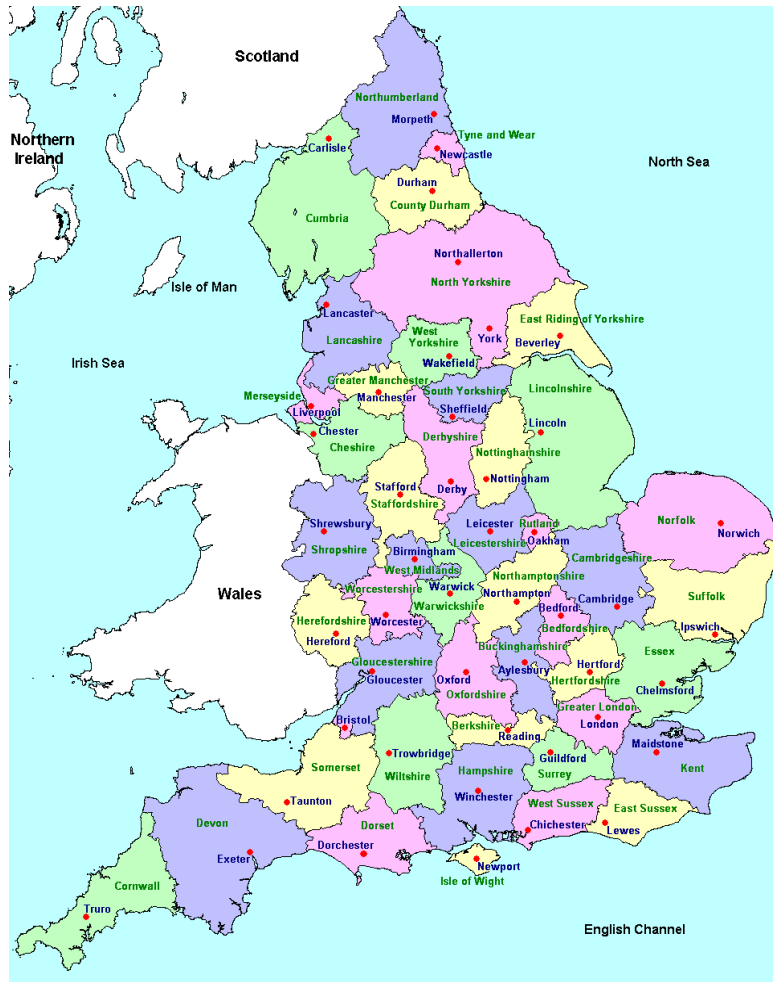 Scotland
Northumberland
Morpeth
Tyne and Wear
Newcastle
Northern
Ireland
Carlisle
North Sea
Durham
County Durham
Cumbria
Northallerton
North Yorkshire
Isle of Man
Lancaster
Lancashire
East Riding of Yorkshire
West
Yorkshire
York
Beverley
Irish Sea
Wakefield
Greater Manchester
South Yorkshire
Lincolnshire
Merseyside
Manchester
Liverpool
Sheffield
Chester
Lincoln
Derbyshire
Cheshire
Nottinghamshire
Nottingham
Stafford
Derby
Staffordshire
Shrewsbury
Leicester
Rutland
Norfolk
Norwich
Leicestershire
Oakham
Shropshire
Birmingham
Cambridgeshire
West Midlands
Northamptonshire
Wales
Worcestershire
Warwick
Warwickshire
Northampton
Cambridge
Suffolk
Bedford
Herefordshire
Worcester
Bedfordshire
Ipswich
Hereford
Buckinghamshire
Essex
Gloucestershire
Aylesbury
Hertford
Gloucester
Oxford
Hertfordshire
Chelmsford
Oxfordshire
Greater London
Bristol
Berkshire
London
Reading
Maidstone
Trowbridge
Guildford
Somerset
Wiltshire
Hampshire
Surrey
Kent
Winchester
Taunton
West Sussex
East Sussex
Devon
Dorset
Chichester
Lewes
Dorchester
Exeter
Newport
Isle of Wight
Cornwall
Truro
English Channel